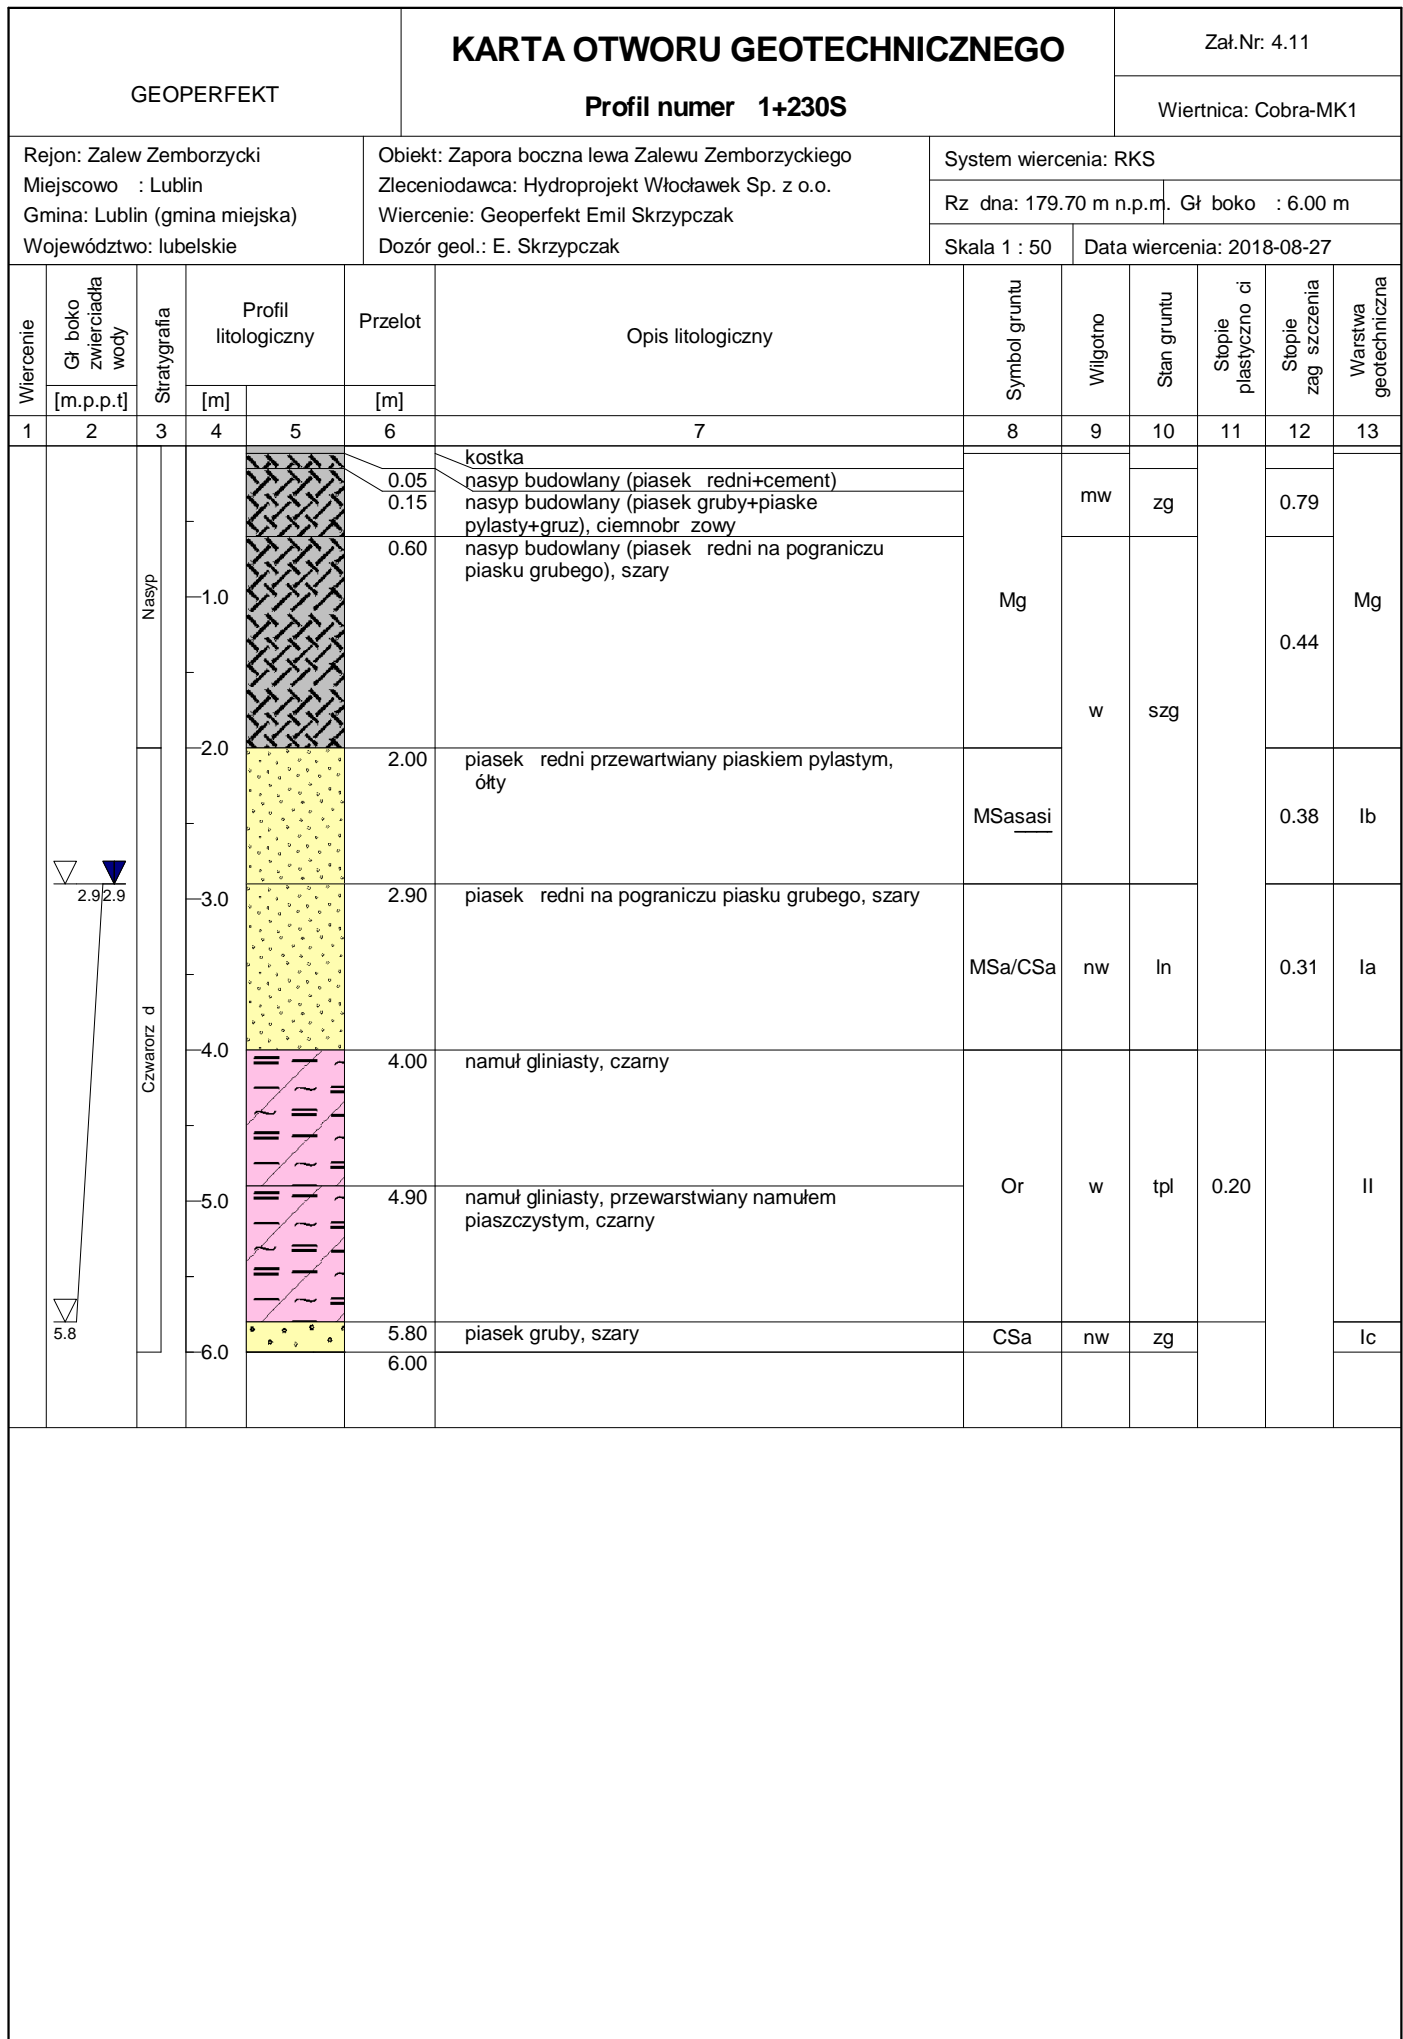 GEOPERFEKT
KARTA OTWORU GEOTECHNICZNEGO
Profil numer 1+230S
Zał.Nr: 4.11
Wiertnica: Cobra-MK1
Rejon: Zalew Zemborzycki
Miejscowo : Lublin
Gmina: Lublin (gmina miejska)
Województwo: lubelskie
Obiekt: Zapora boczna lewa Zalewu Zemborzyckiego
Zleceniodawca: Hydroprojekt Włocławek Sp. z o.o.
Wiercenie: Geoperfekt Emil Skrzypczak
Dozór geol.: E. Skrzypczak
System wiercenia: RKS
Rz dna: 179.70 m n.p.m. Gł boko : 6.00 m
Skala 1 : 50 Data wiercenia: 2018-08-27
Wiercenie
Gł boko
zwierciadła
wody
[m.p.p.t]
Stratygrafia
Profil
litologiczny
[m]
Przelot
[m]
Opis litologiczny
Symbol gruntu
Wilgotno
Stan gruntu
Stopie
plastyczno ci
Stopie
zag szczenia
Warstwa
geotechniczna
1 2 3 4 5 6 7 8 9 10 11 12 13
kostka
0.05 nasyp budowlany (piasek redni+cement)
0.15 nasyp budowlany (piasek gruby+piaske
pylasty+gruz), ciemnobr zowy
mw zg 0.79
0.60 nasyp budowlany (piasek redni na pograniczu
piasku grubego), szary
Nasyp
1.0
Mg
Mg
0.44
w szg
2.0
2.00 piasek redni przewartwiany piaskiem pylastym,
ółty
MSasasi 0.38 Ib
2.9 2.9
3.0
2.90 piasek redni na pograniczu piasku grubego, szary
MSa/CSa nw ln 0.31 Ia
Czwarorz d
4.0
4.00 namuł gliniasty, czarny
5.0
4.90 namuł gliniasty, przewarstwiany namułem
piaszczystym, czarny
Or w tpl 0.20 II
5.8
5.80 piasek gruby, szary CSa nw zg Ic
6.0
6.00